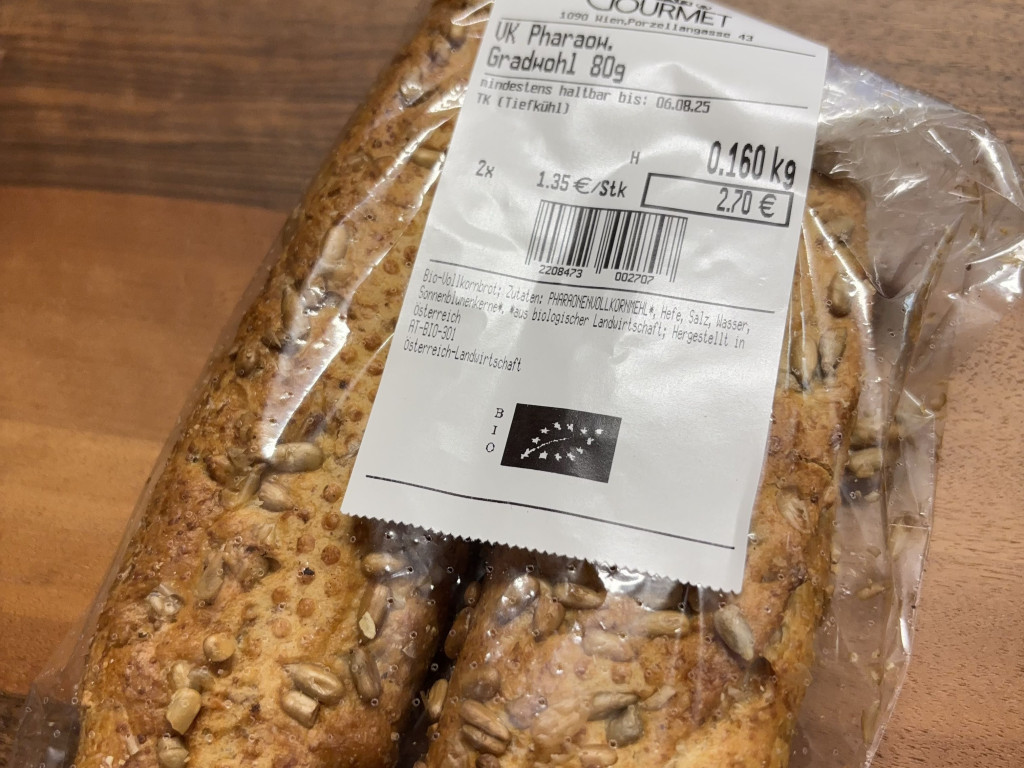 GOURMET
1090 Wien,Porzellangasse 43
VK Pharaow.
Gradwohl 80g
mindestens haltbar bis: 06.08.25
TK (Tiefkühl)
H 0.160 kg
2x 1.35 €/Stk 2.70 €
2208473 002707
Bio-Vollkornbrot; Zutaten: PHARAONENVOLLKORNMEHL*, Hefe, Salz, Wasser,
Sonnenblumenkerne*, *aus biologischer Landwirtschaft; Hergestellt in
Österreich
AT-BIO-301
Österreich-Landwirtschaft
BIO